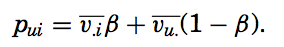 $p_{ui} = \overline{v_{.i}}\beta + \overline{v_{u.}}(1 - \beta).$